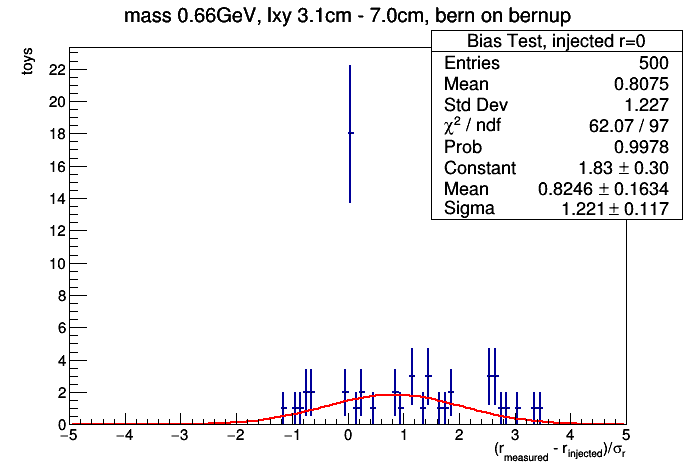 mass 0.66GeV, lxy 3.1cm - 7.0cm, bern on bernup
Bias Test, injected r=0
Entries 500
Mean 0.8075
Std Dev 1.227
χ² / ndf 62.07 / 97
Prob 0.9978
Constant 1.83 ± 0.30
Mean 0.8246 ± 0.1634
Sigma 1.221 ± 0.117
toys
22
20
18
16
14
12
10
8
6
4
2
0
−5 −4 −3 −2 −1 0 1 2 3 4 5
(r_measured - r_injected)/σ_r